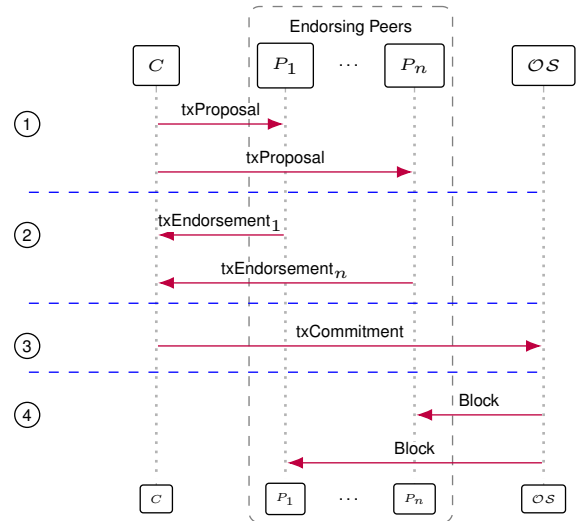 Endorsing Peers
C P₁ ⋯ Pₙ 𝒪𝒮
① txProposal
txProposal
② txEndorsement₁
txEndorsementₙ
③ txCommitment
④ Block
Block
C P₁ ⋯ Pₙ 𝒪𝒮